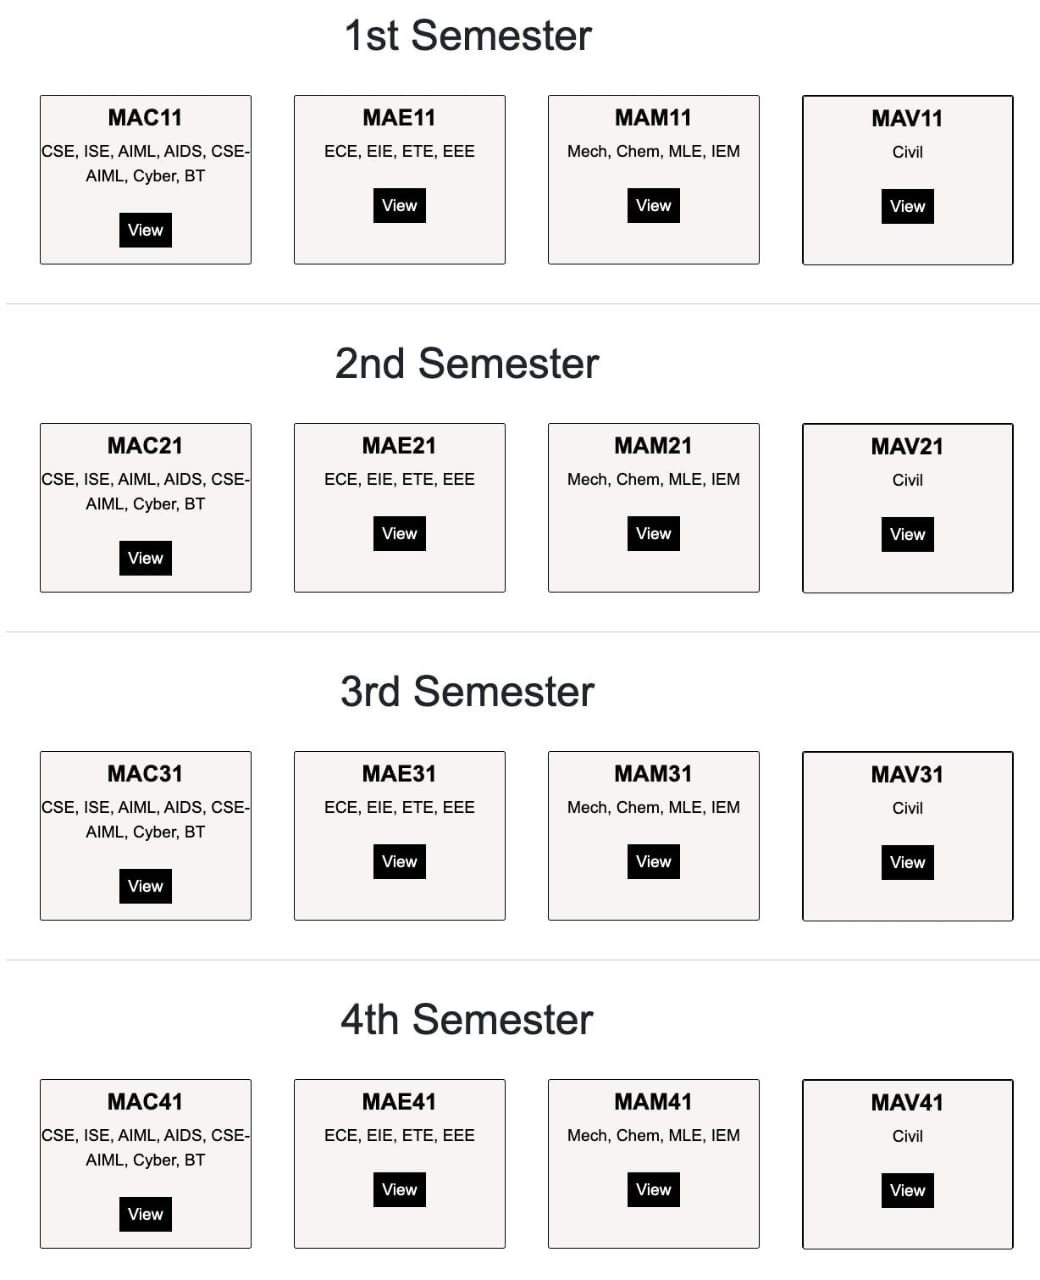 1st Semester
MAC11
CSE, ISE, AIML, AIDS, CSE-
AIML, Cyber, BT
View
MAE11
ECE, EIE, ETE, EEE
View
MAM11
Mech, Chem, MLE, IEM
View
MAV11
Civil
View
2nd Semester
MAC21
CSE, ISE, AIML, AIDS, CSE-
AIML, Cyber, BT
View
MAE21
ECE, EIE, ETE, EEE
View
MAM21
Mech, Chem, MLE, IEM
View
MAV21
Civil
View
3rd Semester
MAC31
CSE, ISE, AIML, AIDS, CSE-
AIML, Cyber, BT
View
MAE31
ECE, EIE, ETE, EEE
View
MAM31
Mech, Chem, MLE, IEM
View
MAV31
Civil
View
4th Semester
MAC41
CSE, ISE, AIML, AIDS, CSE-
AIML, Cyber, BT
View
MAE41
ECE, EIE, ETE, EEE
View
MAM41
Mech, Chem, MLE, IEM
View
MAV41
Civil
View